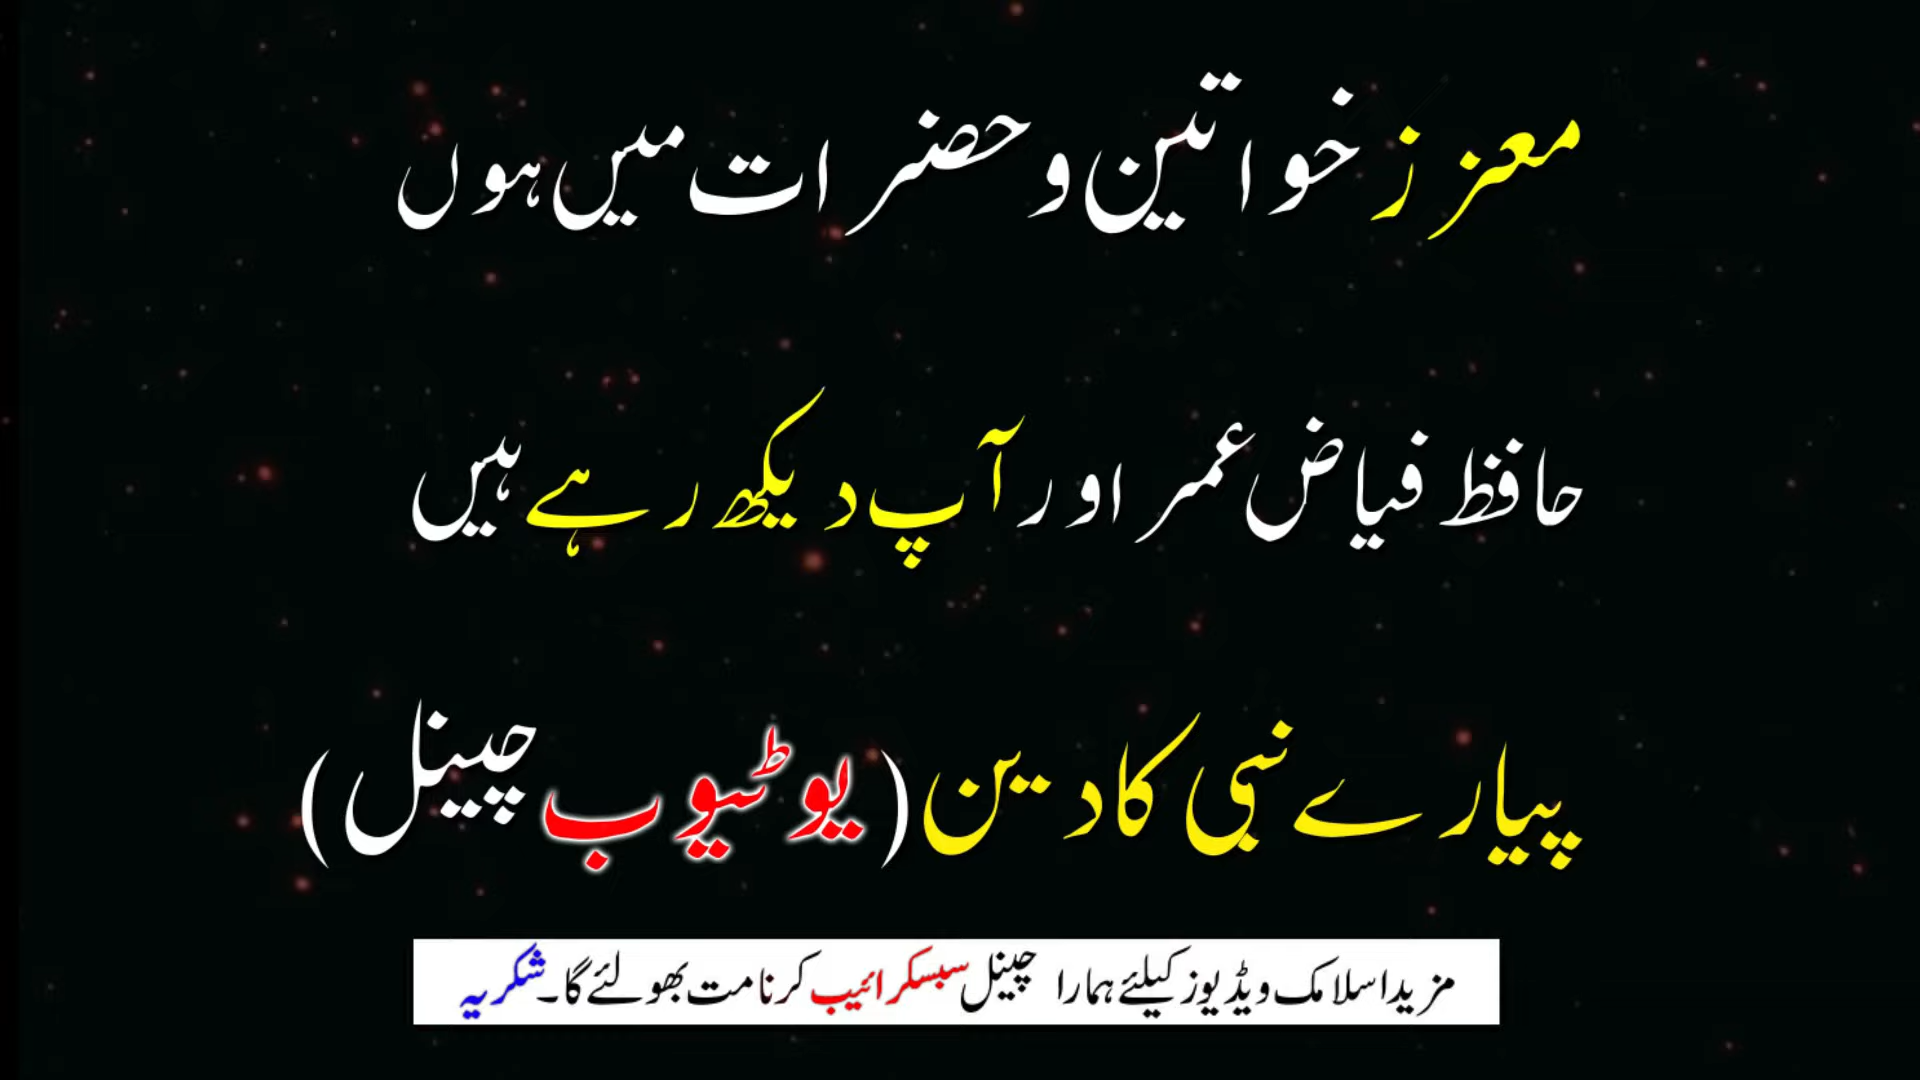 معزز خواتین و حضرات میں ہوں
حافظ فیاض عمر اور آپ دیکھ رہے ہیں
پیارے نبی کا دین (یوٹیوب چینل)
مزید اسلامک ویڈیوز کیلئے ہمارا چینل سبسکرائیب کرنا مت بھولئے گا۔ شکریہ